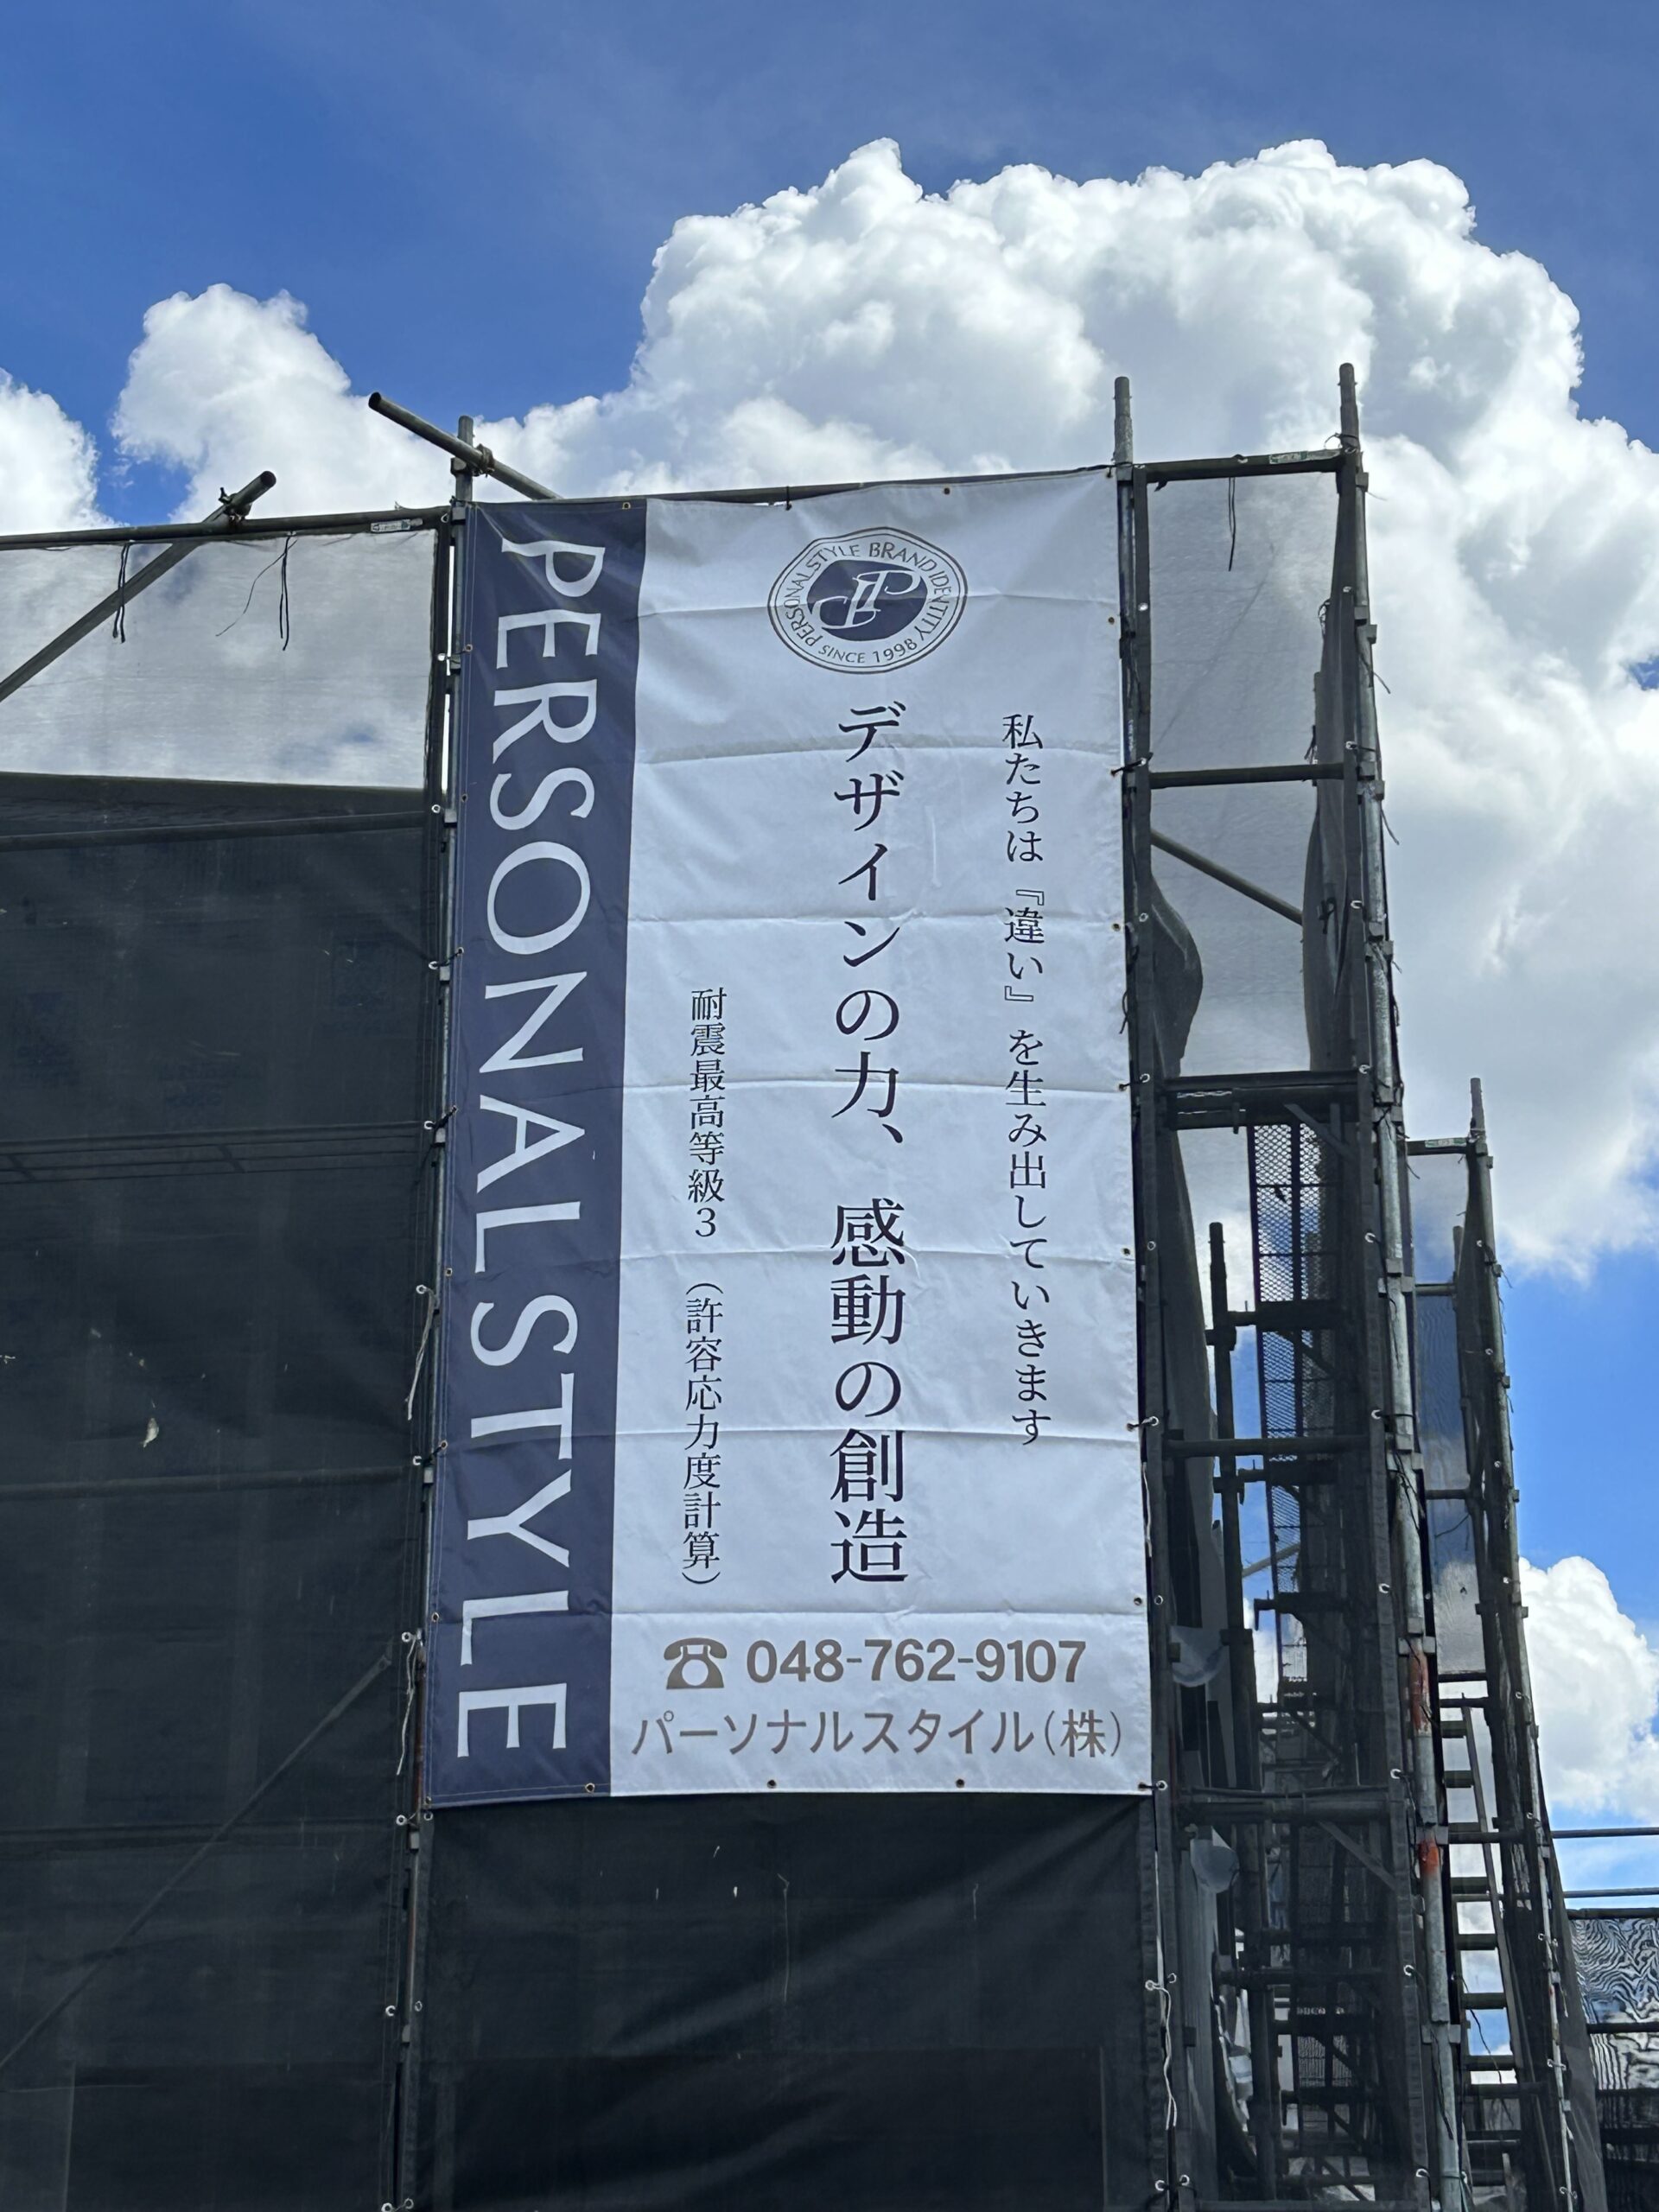 PERSONALSTYLE BRAND IDENTITY
SINCE 1998
私たちは『違い』を生み出していきます
デザインの力、感動の創造
耐震最高等級3（許容応力度計算）
PERSONALSTYLE
☎048-762-9107
パーソナルスタイル(株)